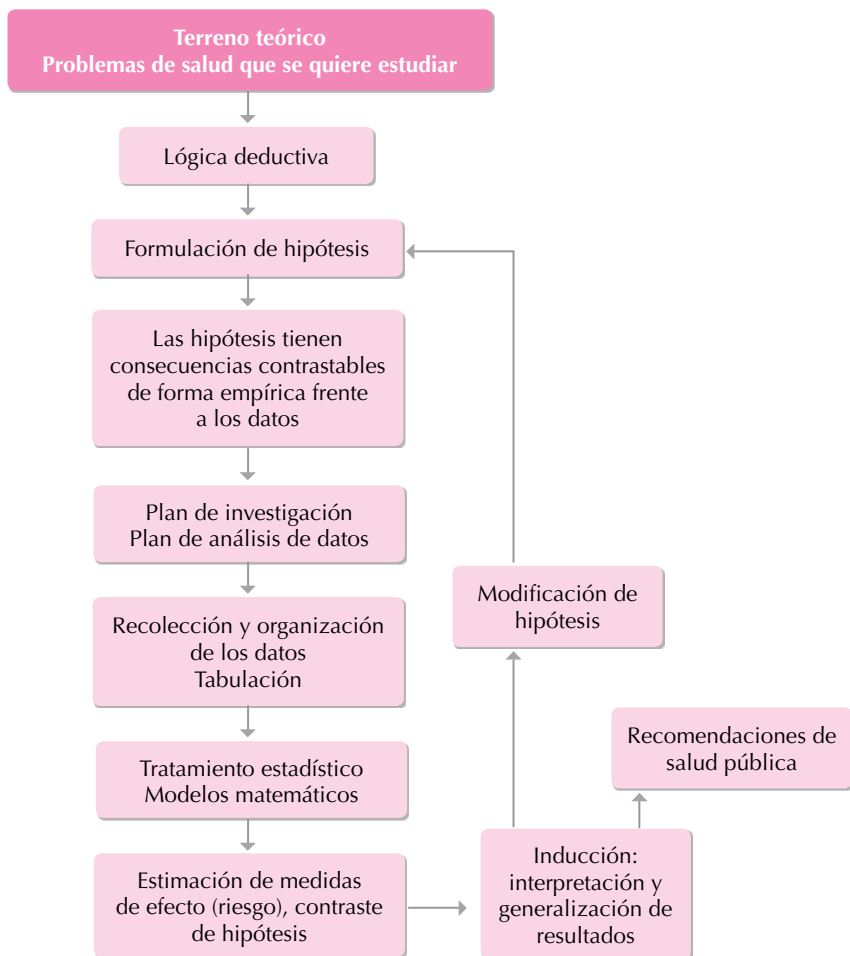 Terreno teórico
Problemas de salud que se quiere estudiar
Lógica deductiva
Formulación de hipótesis
Las hipótesis tienen
consecuencias contrastables
de forma empírica frente
a los datos
Plan de investigación
Plan de análisis de datos
Recolección y organización
de los datos
Tabulación
Tratamiento estadístico
Modelos matemáticos
Estimación de medidas
de efecto (riesgo), contraste
de hipótesis
Inducción:
interpretación y
generalización de
resultados
Modificación de
hipótesis
Recomendaciones de
salud pública